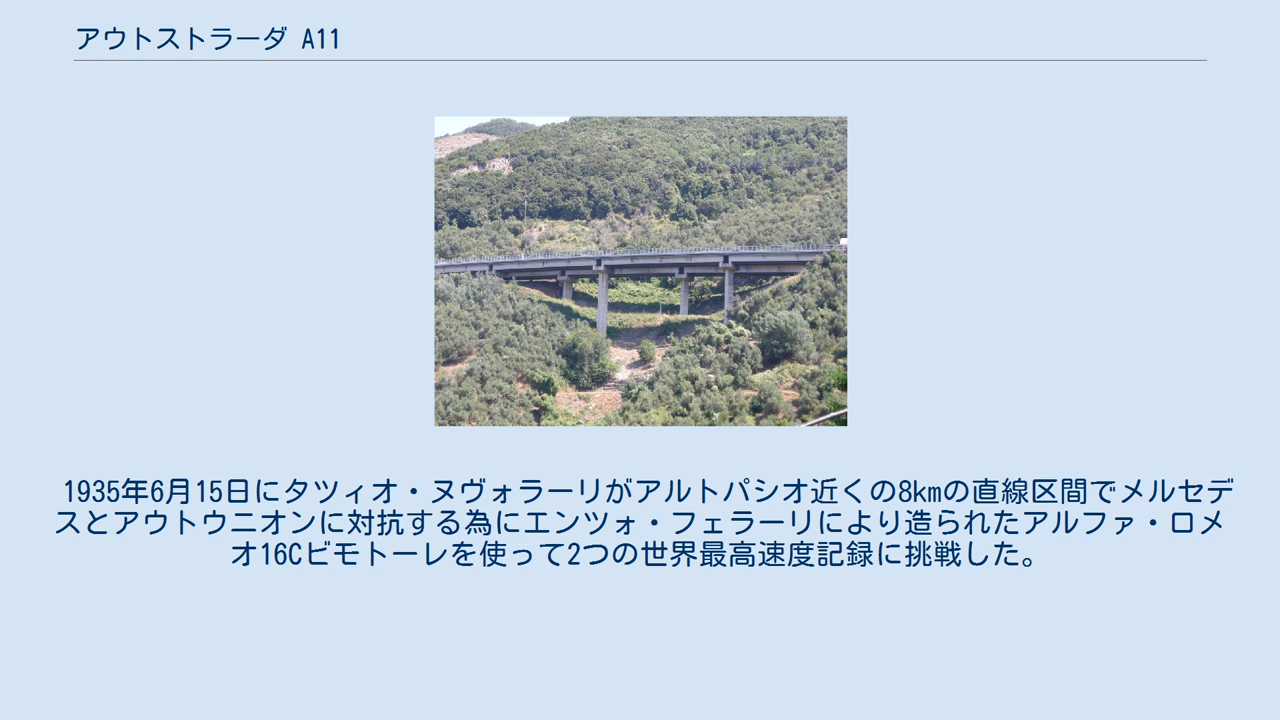 アウトストラーダ A11
1935年6月15日にタツィオ・ヌヴォラーリがアルトパシオ近くの8kmの直線区間でメルセデ
スとアウトウニオンに対抗する為にエンツォ・フェラーリにより造られたアルファ・ロメ
オ16Cビモトーレを使って2つの世界最高速度記録に挑戦した。